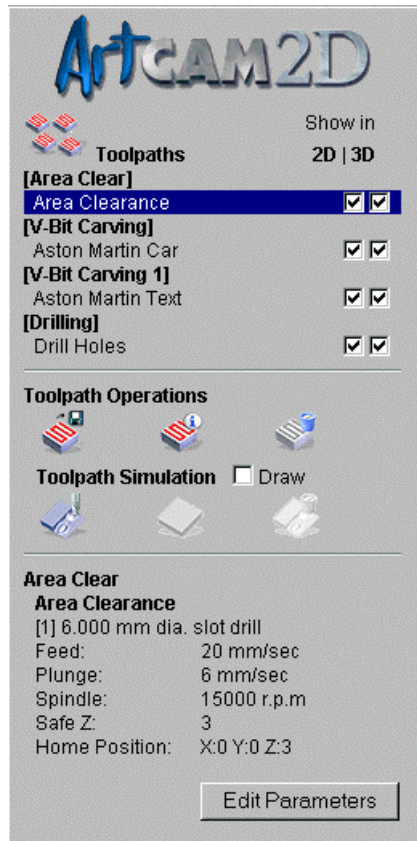 ArtCAM2D
Show in
Toolpaths 2D | 3D
[Area Clear]
Area Clearance
[V-Bit Carving]
Aston Martin Car
[V-Bit Carving 1]
Aston Martin Text
[Drilling]
Drill Holes
Toolpath Operations
Toolpath Simulation Draw
Area Clear
Area Clearance
[1] 6.000 mm dia. slot drill
Feed: 20 mm/sec
Plunge: 6 mm/sec
Spindle: 15000 r.p.m
Safe Z: 3
Home Position: X:0 Y:0 Z:3
Edit Parameters